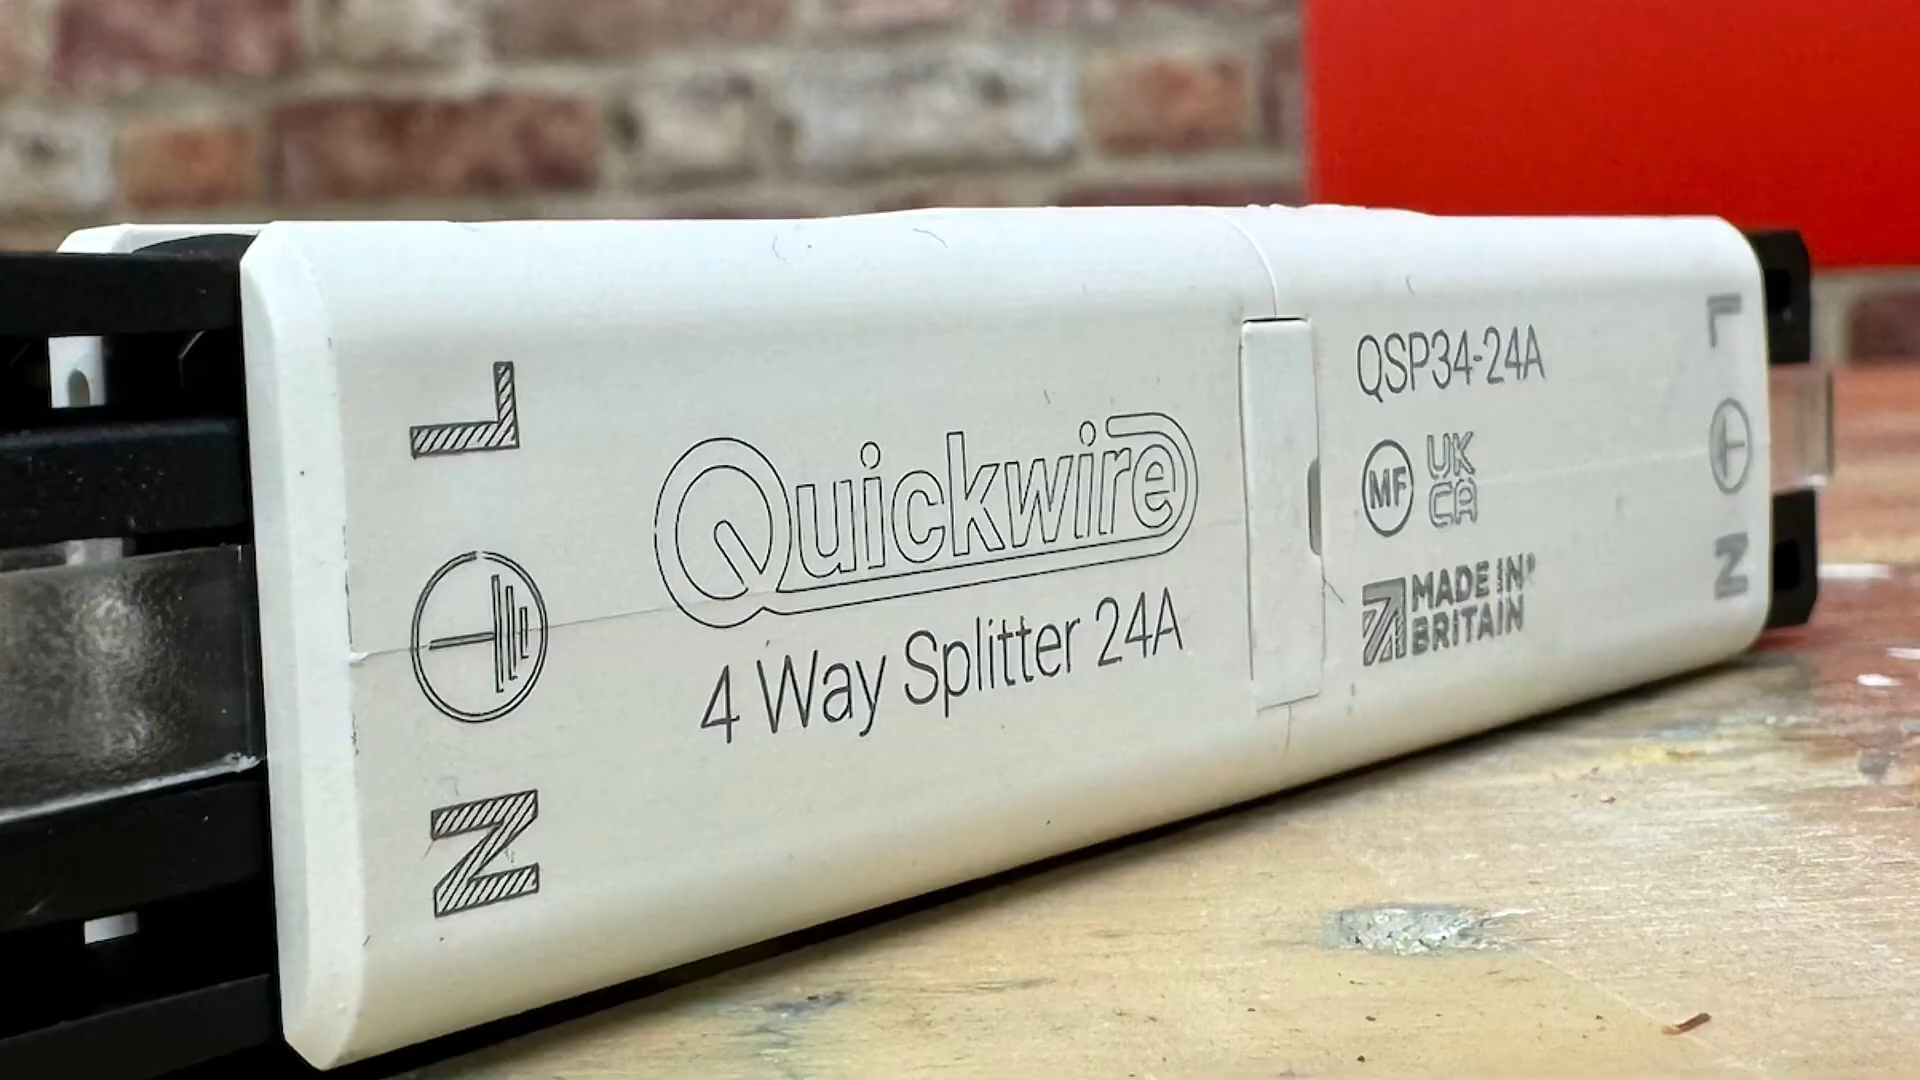 L
N
Quickwire
4 Way Splitter 24A
QSP34-24A
MF
UK
CA
MADE IN®
BRITAIN
L
N